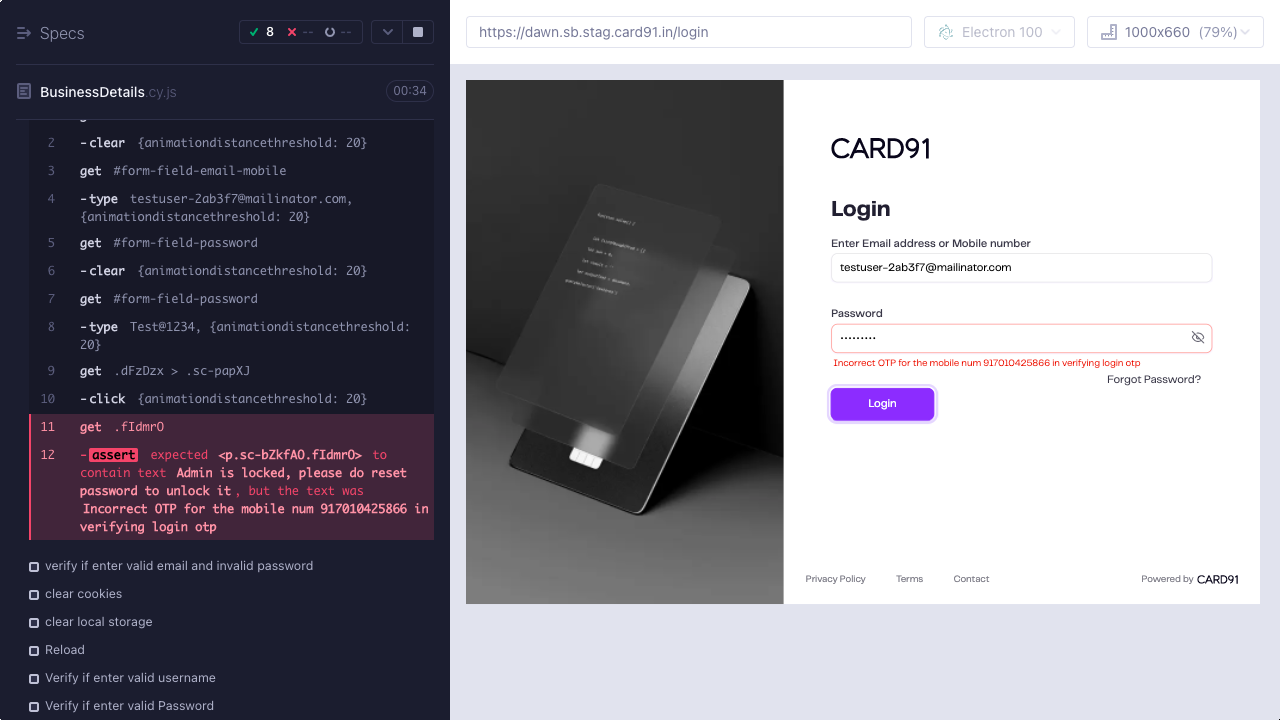 Specs
8 -- --
https://dawn.sb.stag.card91.in/login
Electron 100
1000x660 (79%)
BusinessDetails.cy.js
00:34
2 -clear {animationdistancethreshold: 20}
3 get #form-field-email-mobile
4 -type testuser-2ab3f7@mailinator.com,
{animationdistancethreshold: 20}
5 get #form-field-password
6 -clear {animationdistancethreshold: 20}
7 get #form-field-password
8 -type Test@1234, {animationdistancethreshold:
20}
9 get .dFzDzx > .sc-papXJ
10 -click {animationdistancethreshold: 20}
11 get .fIdmrO
12 -assert expected <p.sc-bZkfAO.fIdmrO> to
contain text Admin is locked, please do reset
password to unlock it, but the text was
Incorrect OTP for the mobile num 917010425866 in
verifying login otp
verify if enter valid email and invalid password
clear cookies
clear local storage
Reload
Verify if enter valid username
Verify if enter valid Password
CARD91
Login
Enter Email address or Mobile number
testuser-2ab3f7@mailinator.com
Password
•••••••••
Incorrect OTP for the mobile num 917010425866 in verifying login otp
Forgot Password?
Login
Privacy Policy
Terms
Contact
Powered by CARD91